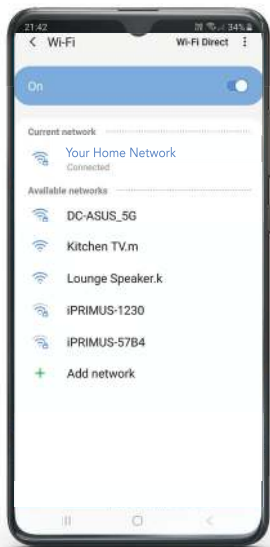 21:42
34%
Wi-Fi
Wi-Fi Direct
On
Current network
Your Home Network
Connected
Available networks
DC-ASUS_5G
Kitchen TV.m
Lounge Speaker.k
iPRIMUS-1230
iPRIMUS-57B4
Add network